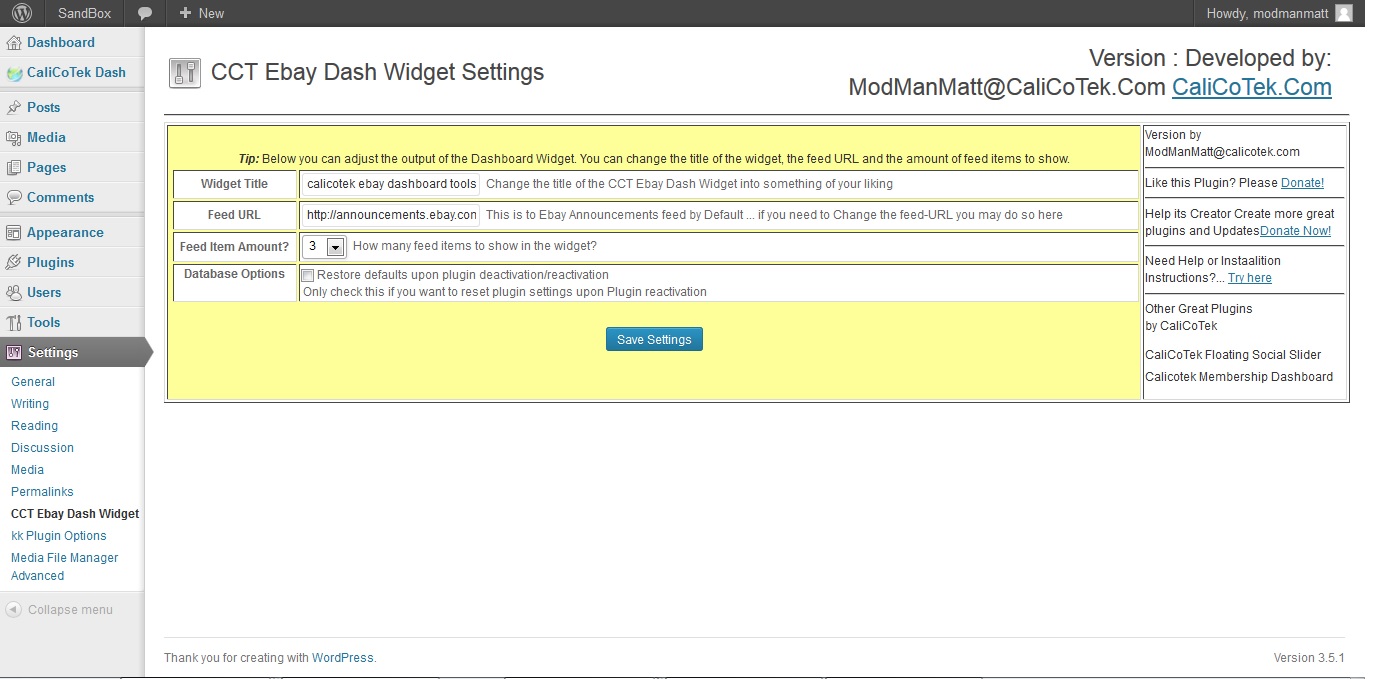 SandBox
New
Howdy, modmanmatt
Dashboard
CaliCoTek Dash
Posts
Media
Pages
Comments
Appearance
Plugins
Users
Tools
Settings
General
Writing
Reading
Discussion
Media
Permalinks
CCT Ebay Dash Widget
kk Plugin Options
Media File Manager
Advanced
Collapse menu
CCT Ebay Dash Widget Settings
Version : Developed by:
ModManMatt@CaliCoTek.Com CaliCoTek.Com
Tip: Below you can adjust the output of the Dashboard Widget. You can change the title of the widget, the feed URL and the amount of feed items to show.
Widget Title calicotek ebay dashboard tools Change the title of the CCT Ebay Dash Widget into something of your liking
Feed URL http://announcements.ebay.con This is to Ebay Announcements feed by Default ... if you need to Change the feed-URL you may do so here
Feed Item Amount? 3 How many feed items to show in the widget?
Database Options Restore defaults upon plugin deactivation/reactivation
Only check this if you want to reset plugin settings upon Plugin reactivation
Save Settings
Version by
ModManMatt@calicotek.com
Like this Plugin? Please Donate!
Help its Creator Create more great
plugins and UpdatesDonate Now!
Need Help or Instaalition
Instructions?... Try here
Other Great Plugins
by CaliCoTek
CaliCoTek Floating Social Slider
Calicotek Membership Dashboard
Thank you for creating with WordPress.
Version 3.5.1